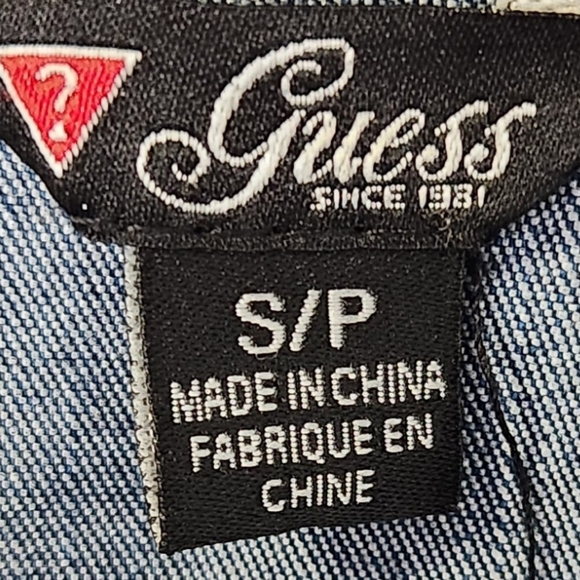 ?
Guess
SINCE 1981
S/P
MADE IN CHINA
FABRIQUE EN
CHINE